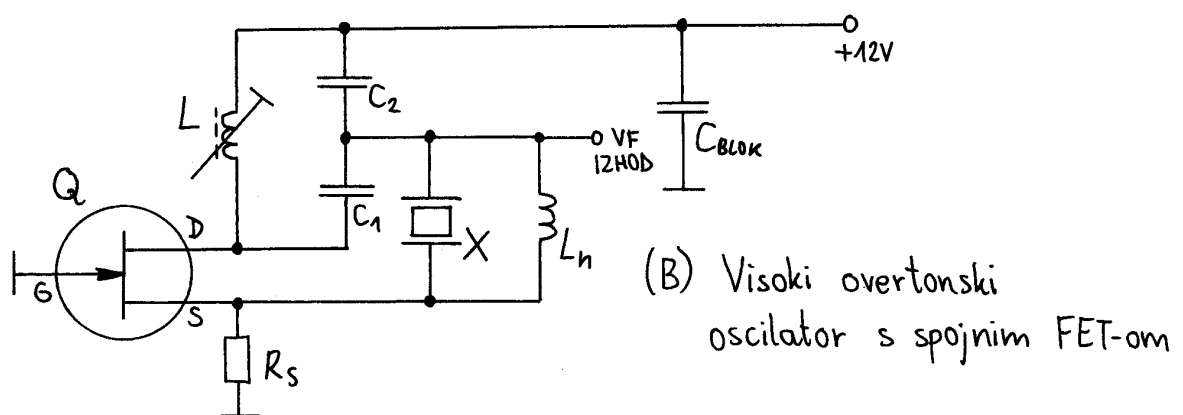 +12V
C2
L
VF
IZHOD
CBLOK
Q
C1
D
X
Ln
G
S
(B) Visoki overtonski
oscilator s spojnim FET-om
RS